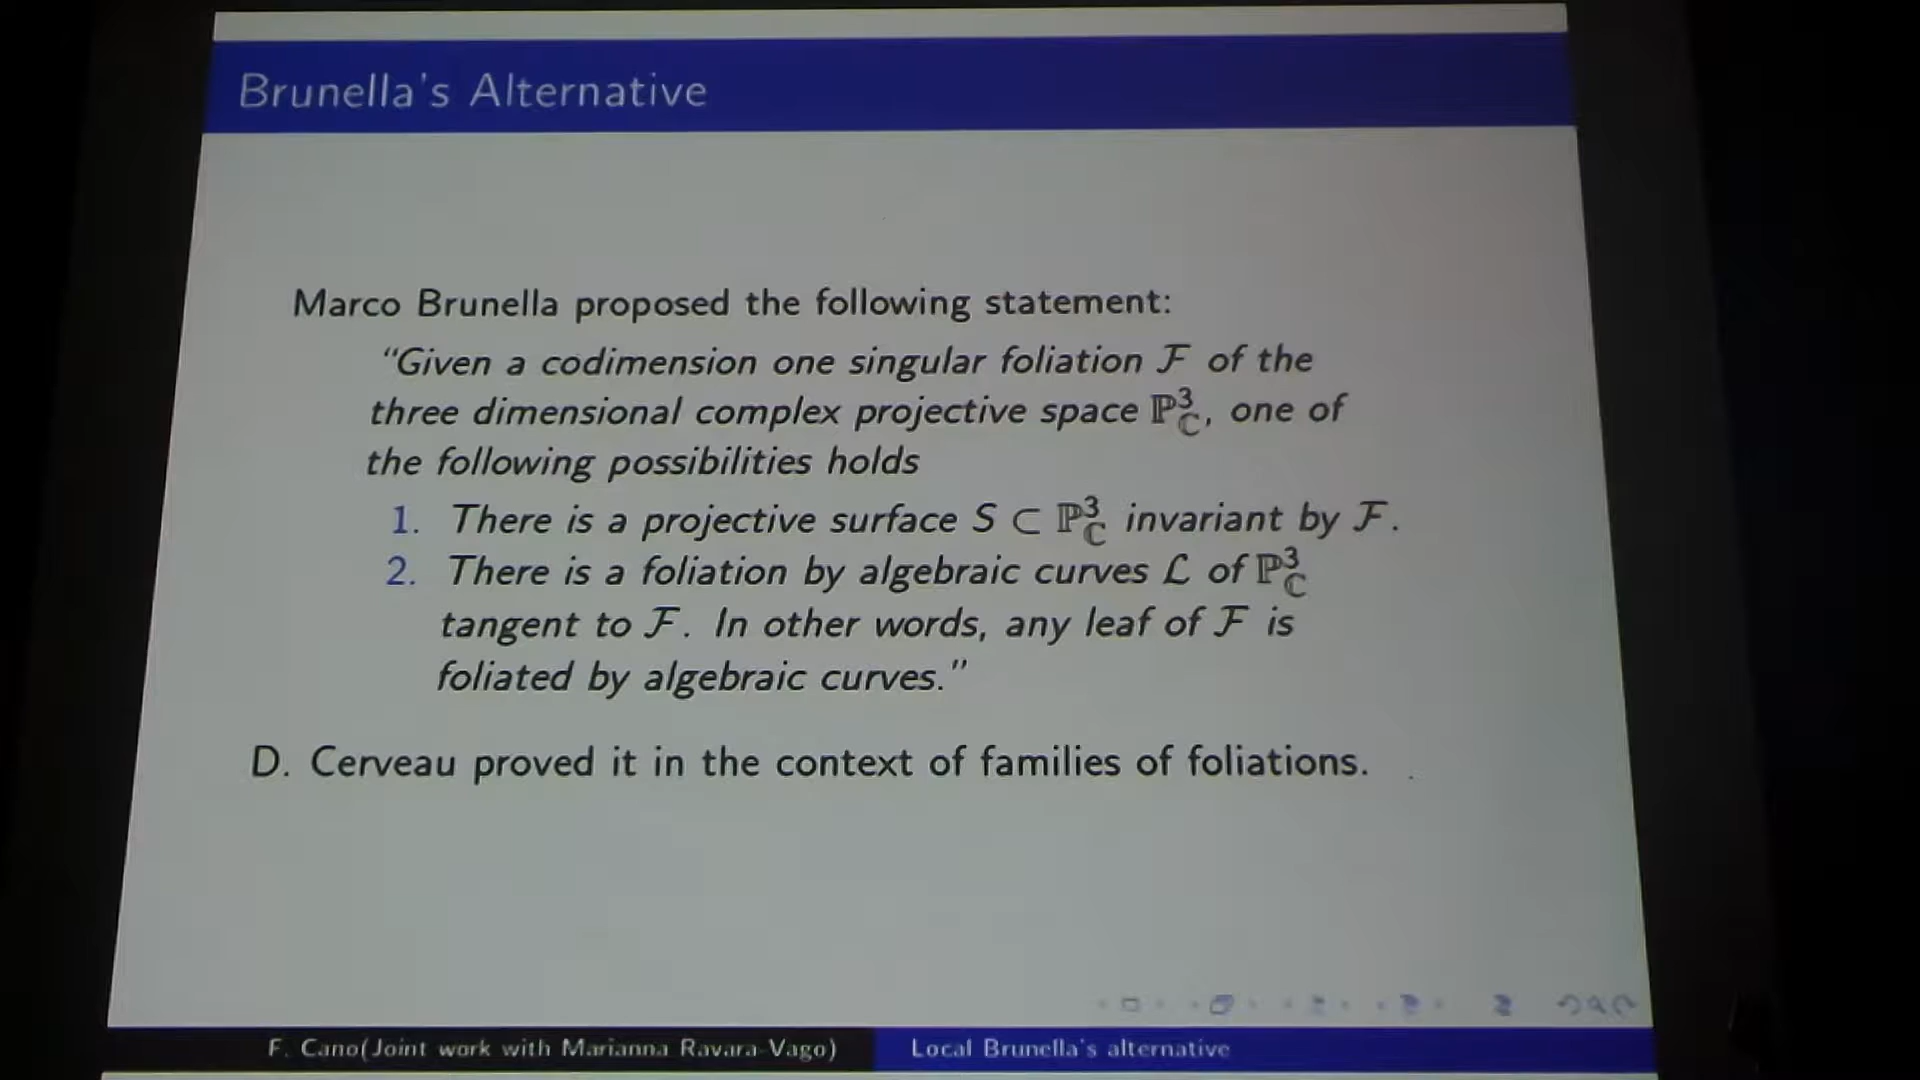 Brunella's Alternative
Marco Brunella proposed the following statement:
"Given a codimension one singular foliation ℱ of the
three dimensional complex projective space ℙ³_ℂ, one of
the following possibilities holds
1. There is a projective surface S ⊂ ℙ³_ℂ invariant by ℱ.
2. There is a foliation by algebraic curves ℒ of ℙ³_ℂ
tangent to ℱ. In other words, any leaf of ℱ is
foliated by algebraic curves."
D. Cerveau proved it in the context of families of foliations.
F. Cano(Joint work with Marianna Ravara-Vago)
Local Brunella's alternative